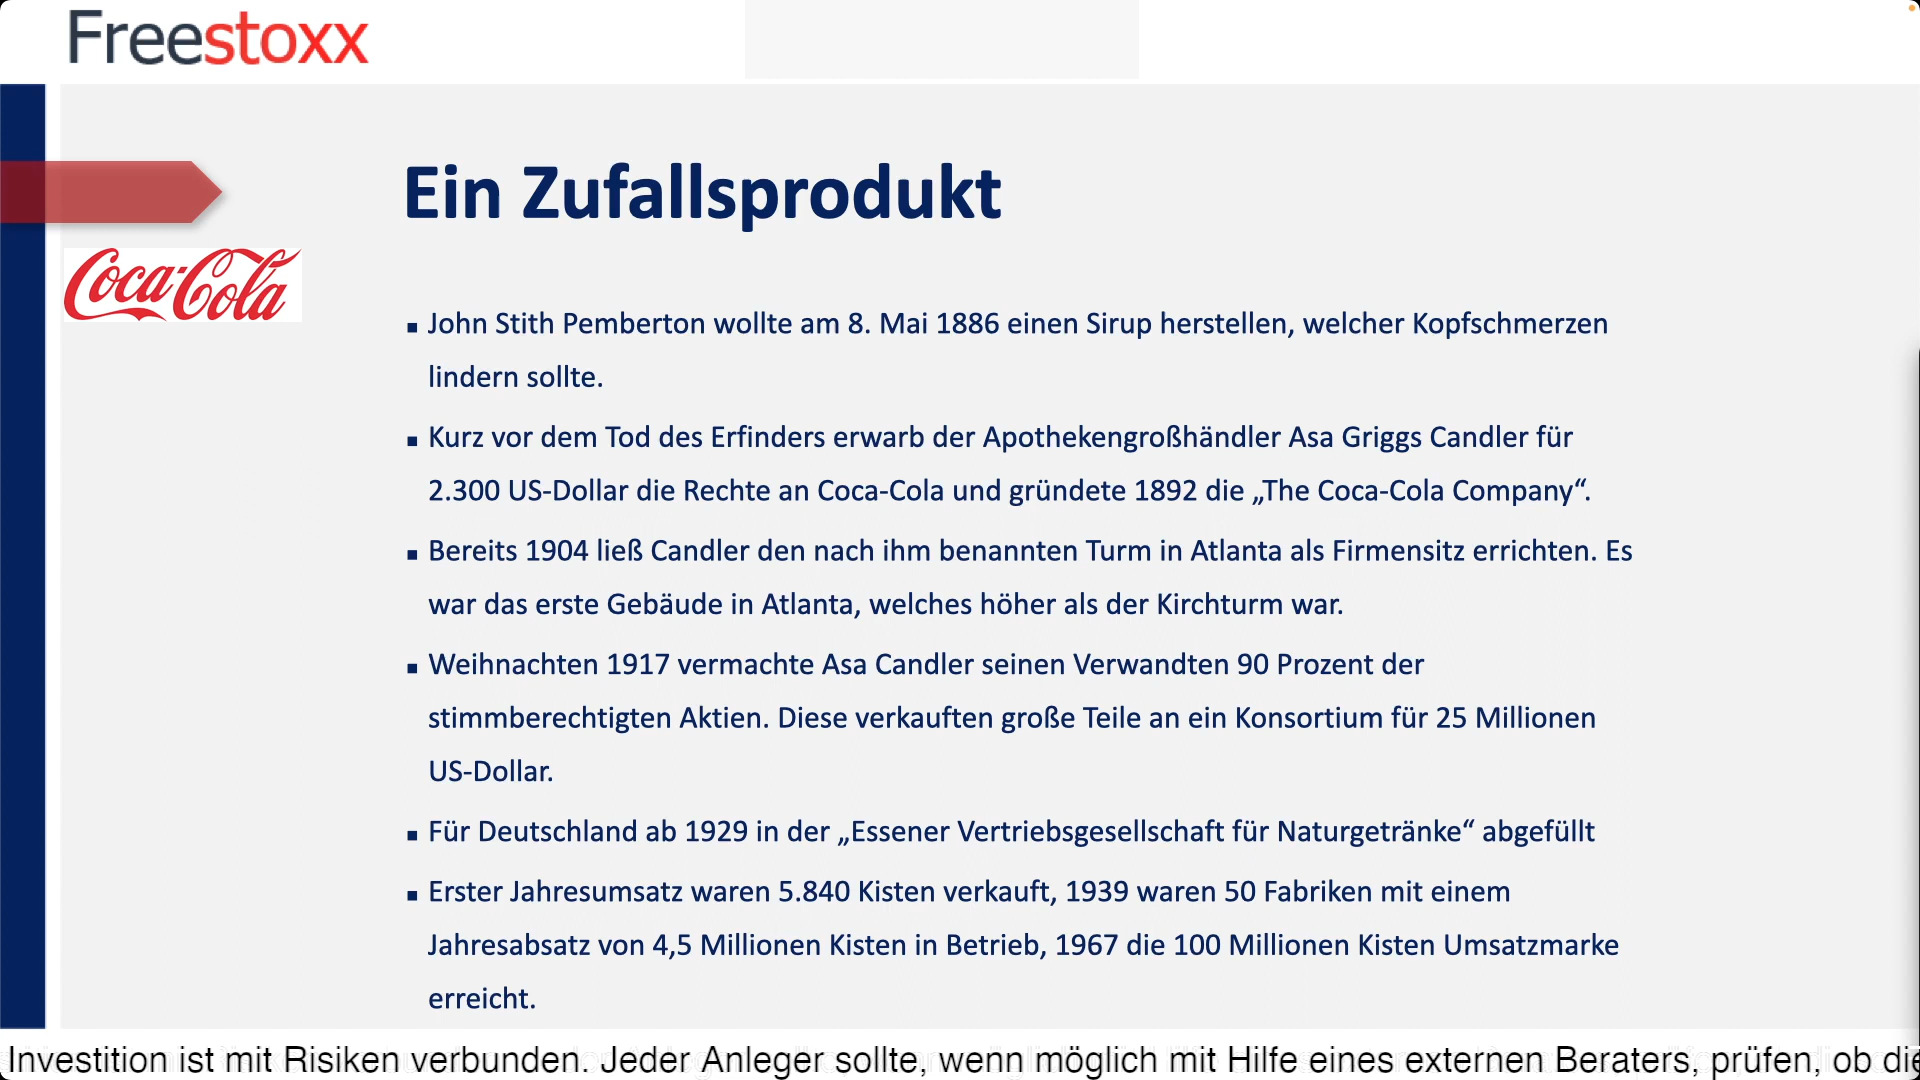 Freestoxx
Ein Zufallsprodukt
Coca-Cola
▪ John Stith Pemberton wollte am 8. Mai 1886 einen Sirup herstellen, welcher Kopfschmerzen
lindern sollte.
▪ Kurz vor dem Tod des Erfinders erwarb der Apothekengroßhändler Asa Griggs Candler für
2.300 US-Dollar die Rechte an Coca-Cola und gründete 1892 die „The Coca-Cola Company“.
▪ Bereits 1904 ließ Candler den nach ihm benannten Turm in Atlanta als Firmensitz errichten. Es
war das erste Gebäude in Atlanta, welches höher als der Kirchturm war.
▪ Weihnachten 1917 vermachte Asa Candler seinen Verwandten 90 Prozent der
stimmberechtigten Aktien. Diese verkauften große Teile an ein Konsortium für 25 Millionen
US-Dollar.
▪ Für Deutschland ab 1929 in der „Essener Vertriebsgesellschaft für Naturgetränke“ abgefüllt
▪ Erster Jahresumsatz waren 5.840 Kisten verkauft, 1939 waren 50 Fabriken mit einem
Jahresabsatz von 4,5 Millionen Kisten in Betrieb, 1967 die 100 Millionen Kisten Umsatzmarke
erreicht.
Investition ist mit Risiken verbunden. Jeder Anleger sollte, wenn möglich mit Hilfe eines externen Beraters, prüfen, ob die